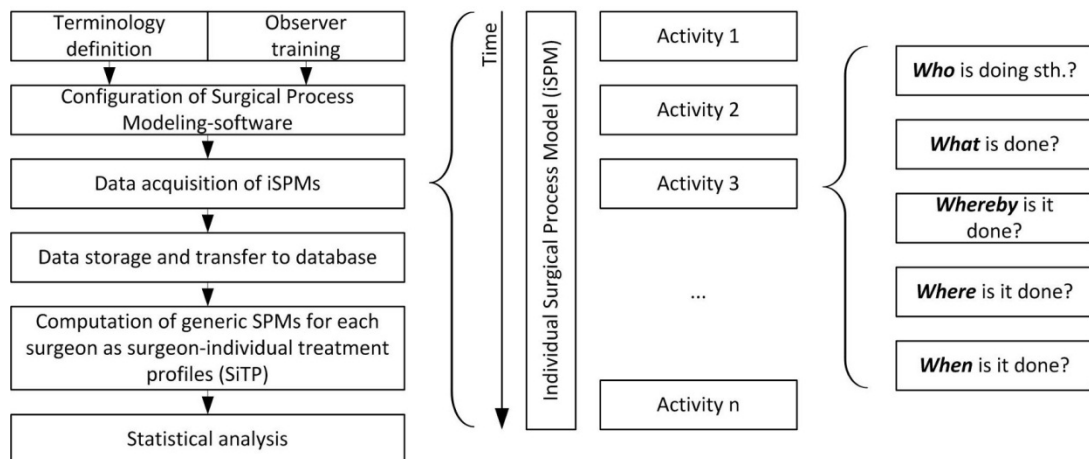 Terminology
definition
Observer
training
Configuration of Surgical Process
Modeling-software
Data acquisition of iSPMs
Data storage and transfer to database
Computation of generic SPMs for each
surgeon as surgeon-individual treatment
profiles (SiTP)
Statistical analysis
Time
Individual Surgical Process Model (iSPM)
Activity 1
Activity 2
Activity 3
...
Activity n
Who is doing sth.?
What is done?
Whereby is it
done?
Where is it done?
When is it done?